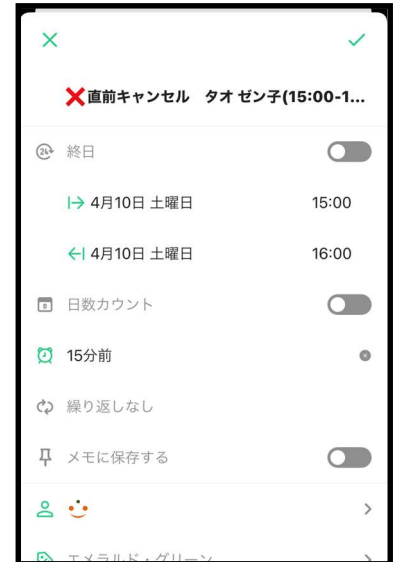 ❌直前キャンセル　タオ ゼン子(15:00-1...
24h 終日
4月10日 土曜日 15:00
4月10日 土曜日 16:00
日数カウント
15分前
繰り返しなし
メモに保存する
エメラルド・グリーン